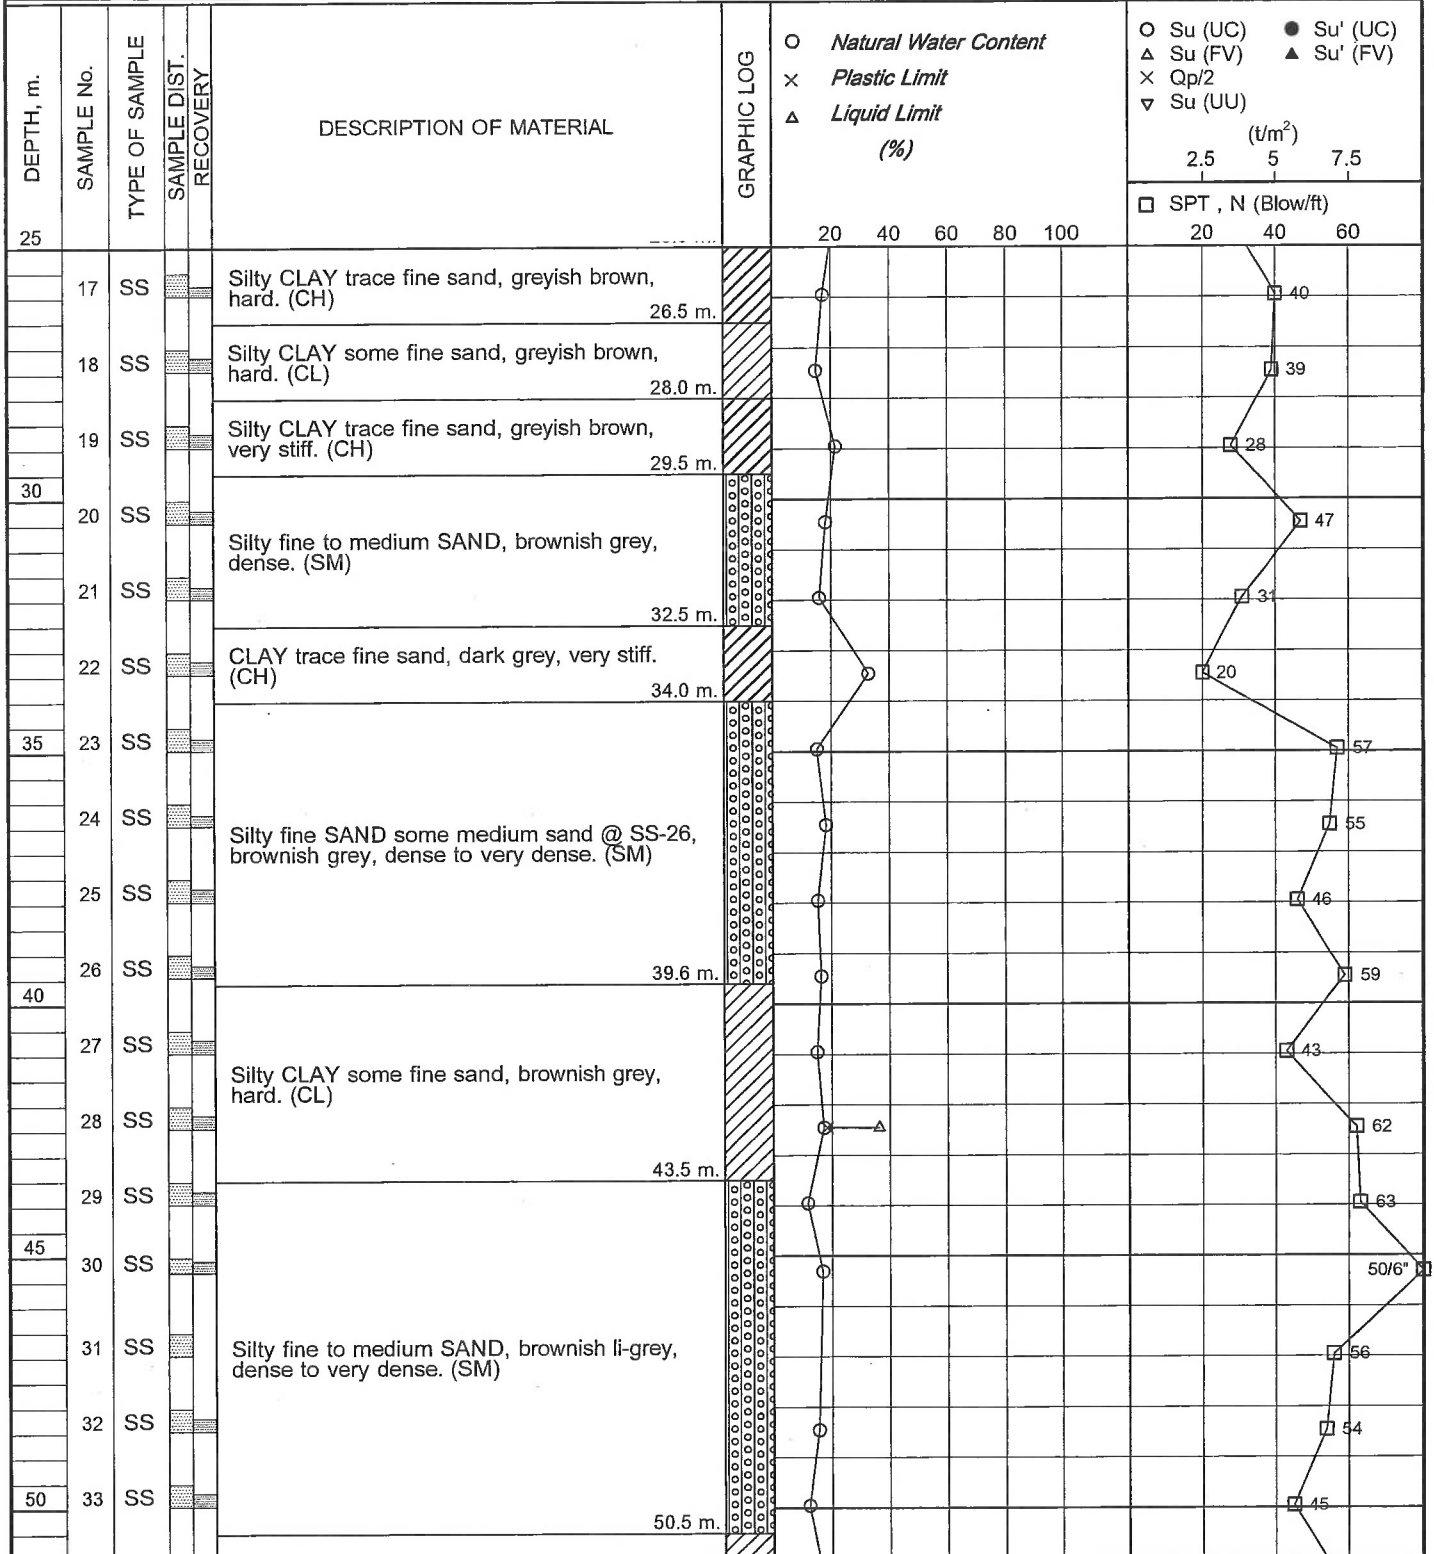 DEPTH, m.
SAMPLE No.
TYPE OF SAMPLE
SAMPLE DIST.
RECOVERY
DESCRIPTION OF MATERIAL
GRAPHIC LOG
Natural Water Content
Plastic Limit
Liquid Limit
(%)
20 40 60 80 100
Su (UC) Su' (UC)
Su (FV) Su' (FV)
Qp/2
Su (UU)
(t/m²)
2.5 5 7.5
SPT , N (Blow/ft)
20 40 60
25
17 SS
Silty CLAY trace fine sand, greyish brown,
hard. (CH)
26.5 m.
40
18 SS
Silty CLAY some fine sand, greyish brown,
hard. (CL)
28.0 m.
39
19 SS
Silty CLAY trace fine sand, greyish brown,
very stiff. (CH)
29.5 m.
28
30
20 SS
47
Silty fine to medium SAND, brownish grey,
dense. (SM)
21 SS
31
32.5 m.
22 SS
CLAY trace fine sand, dark grey, very stiff.
(CH)
34.0 m.
20
35
23 SS
57
24 SS
55
Silty fine SAND some medium sand @ SS-26,
brownish grey, dense to very dense. (SM)
25 SS
46
26 SS
39.6 m.
59
40
27 SS
43
Silty CLAY some fine sand, brownish grey,
hard. (CL)
28 SS
62
43.5 m.
29 SS
63
45
30 SS
50/6"
31 SS
Silty fine to medium SAND, brownish li-grey,
dense to very dense. (SM)
56
32 SS
54
50
33 SS
45
50.5 m.